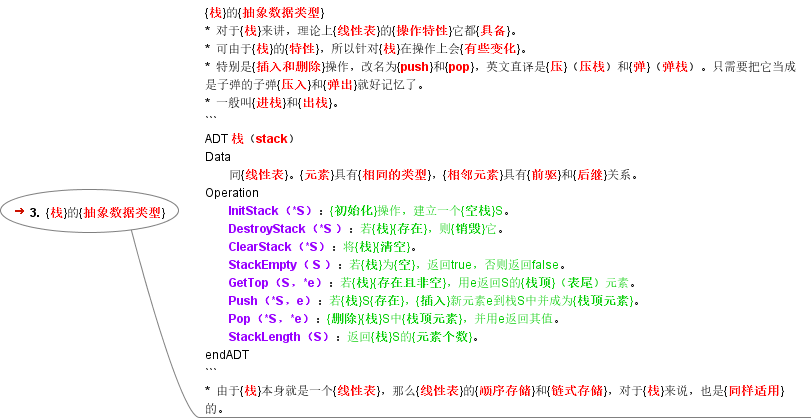 {栈}的{抽象数据类型}
* 对于{栈}来讲，理论上{线性表}的{操作特性}它都{具备}。
* 可由于{栈}的{特性}，所以针对{栈}在操作上会{有些变化}。
* 特别是{插入和删除}操作，改名为{push}和{pop}，英文直译是{压}（压栈）和{弹}（弹栈）。只需要把它当成
是子弹的子弹{压入}和{弹出}就好记忆了。
* 一般叫{进栈}和{出栈}。
```
ADT 栈（stack）
Data
同{线性表}。{元素}具有{相同的类型}，{相邻元素}具有{前驱}和{后继}关系。
Operation
InitStack（*S）：{初始化}操作，建立一个{空栈}S。
DestroyStack（*S ）：若{栈}{存在}，则{销毁}它。
ClearStack（*S）：将{栈}{清空}。
StackEmpty（ S ）：若{栈}为{空}，返回true，否则返回false。
GetTop（S，*e）：若{栈}{存在且非空}，用e返回S的{栈顶}（表尾）元素。
Push（*S，e）：若{栈}S{存在}，{插入}新元素e到栈S中并成为{栈顶元素}。
Pop（*S，*e）：{删除}{栈}S中{栈顶元素}，并用e返回其值。
StackLength（S）：返回{栈}S的{元素个数}。
endADT
```
* 由于{栈}本身就是一个{线性表}，那么{线性表}的{顺序存储}和{链式存储}，对于{栈}来说，也是{同样适用}
的。
➜ 3. {栈}的{抽象数据类型}